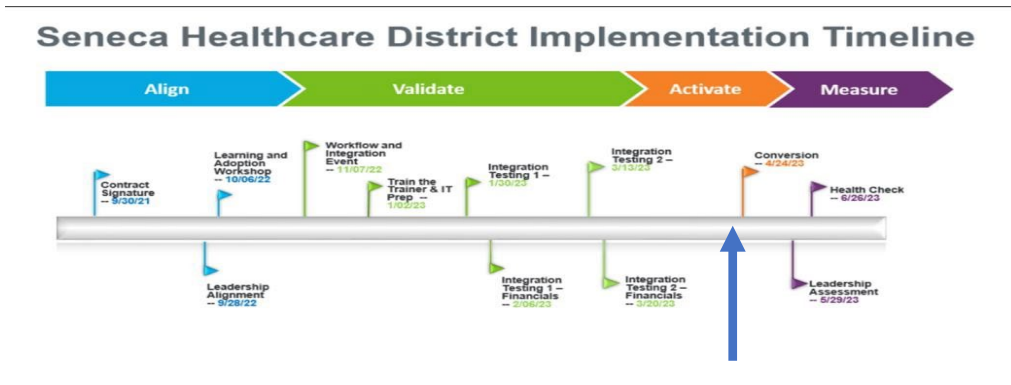 Seneca Healthcare District Implementation Timeline
Align
Validate
Activate
Measure
Contract
Signature
-- 9/30/21
Learning and
Adoption
Workshop
-- 10/06/22
Workflow and
Integration
Event
-- 11/07/22
Train the
Trainer & IT
Prep --
1/02/23
Integration
Testing 1 –
1/30/23
Integration
Testing 2 –
3/13/23
Conversion
-- 4/24/23
Health Check
-- 6/26/23
Leadership
Alignment
-- 9/28/22
Integration
Testing 1 –
Financials
-- 2/06/23
Integration
Testing 2 –
Financials
-- 3/20/23
Leadership
Assessment
-- 5/29/23